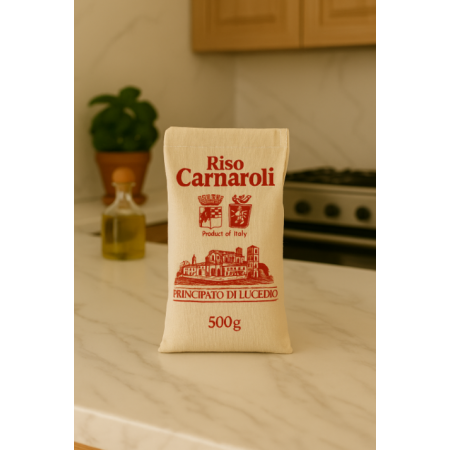 Riso
Carnaroli
Product of Italy
PRINCIPATO DI LUCEDIO
500g